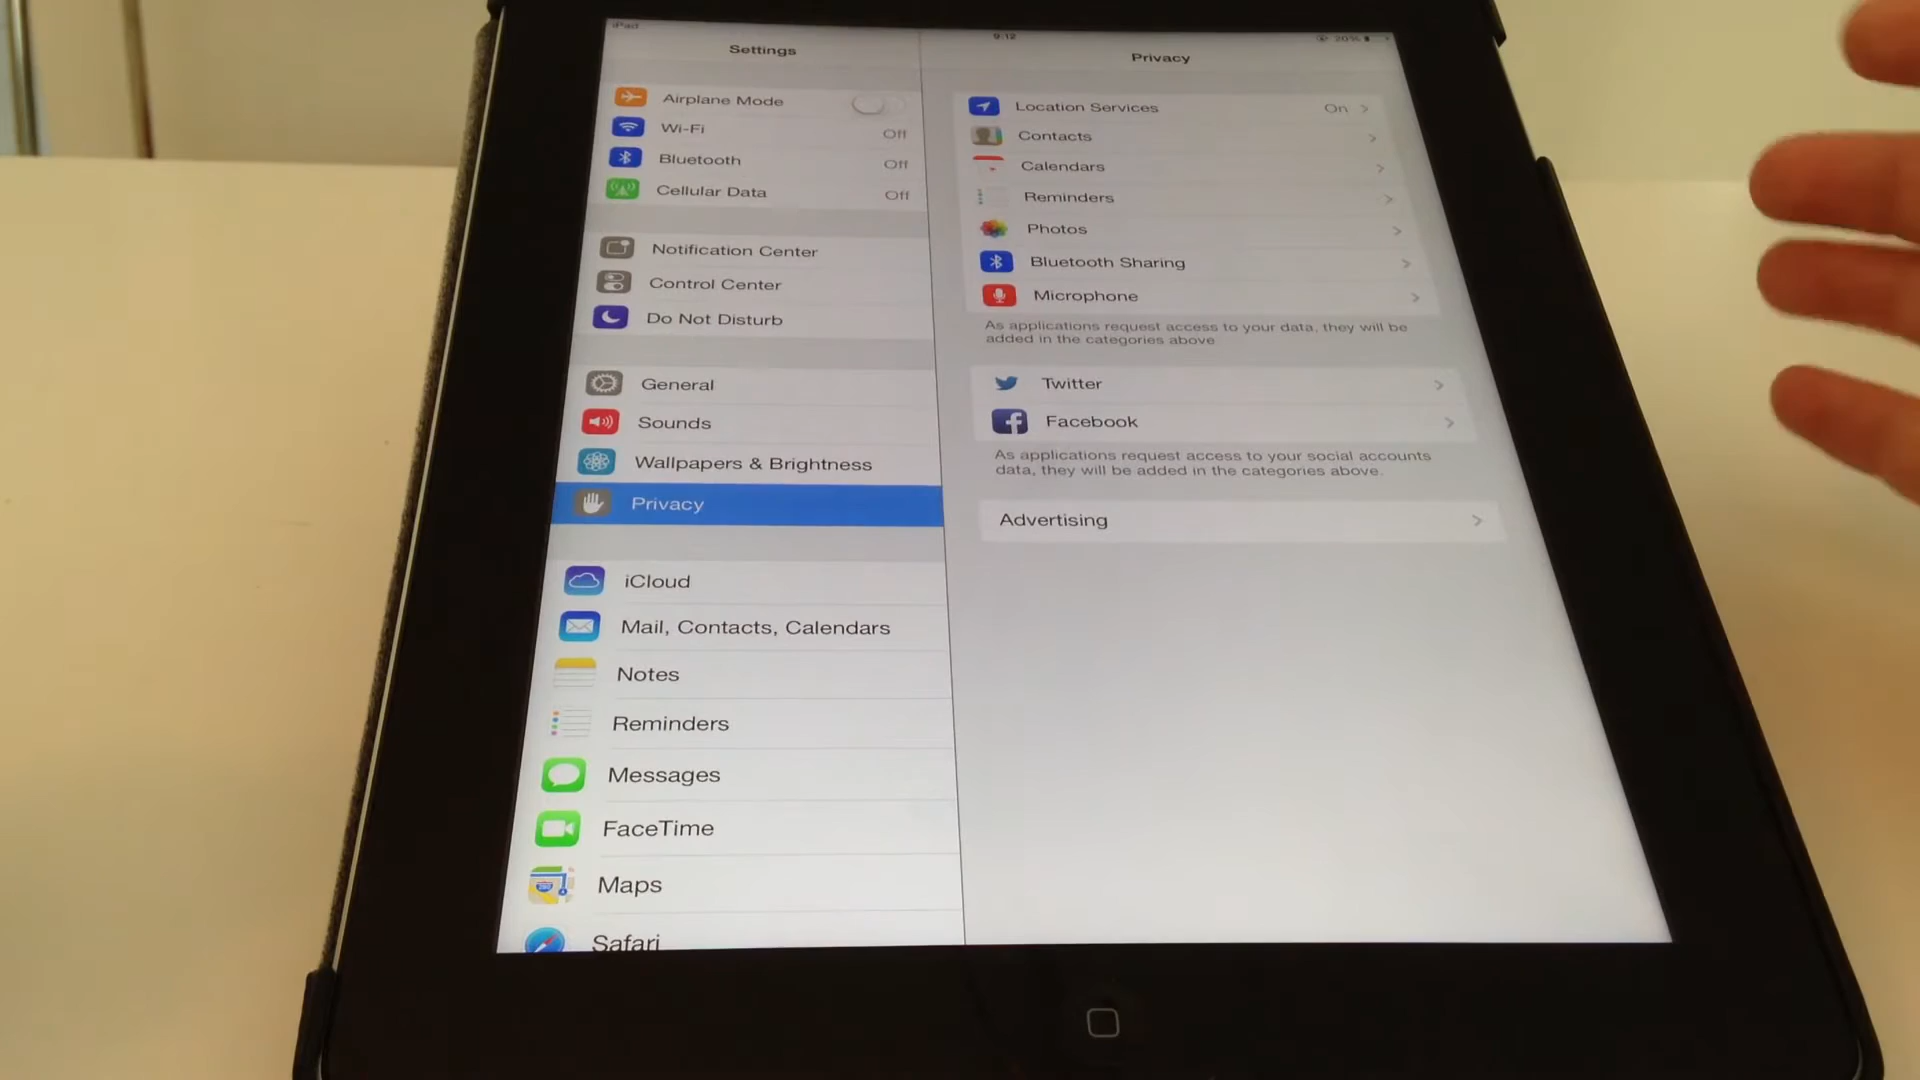 iPad
9:12
20%
Settings
Airplane Mode
Wi-Fi
Off
Bluetooth
Off
Cellular Data
Off
Notification Center
Control Center
Do Not Disturb
General
Sounds
Wallpapers & Brightness
Privacy
iCloud
Mail, Contacts, Calendars
Notes
Reminders
Messages
FaceTime
Maps
Safari
Privacy
Location Services
On
Contacts
Calendars
Reminders
Photos
Bluetooth Sharing
Microphone
As applications request access to your data, they will be
added in the categories above
Twitter
Facebook
As applications request access to your social accounts
data, they will be added in the categories above.
Advertising